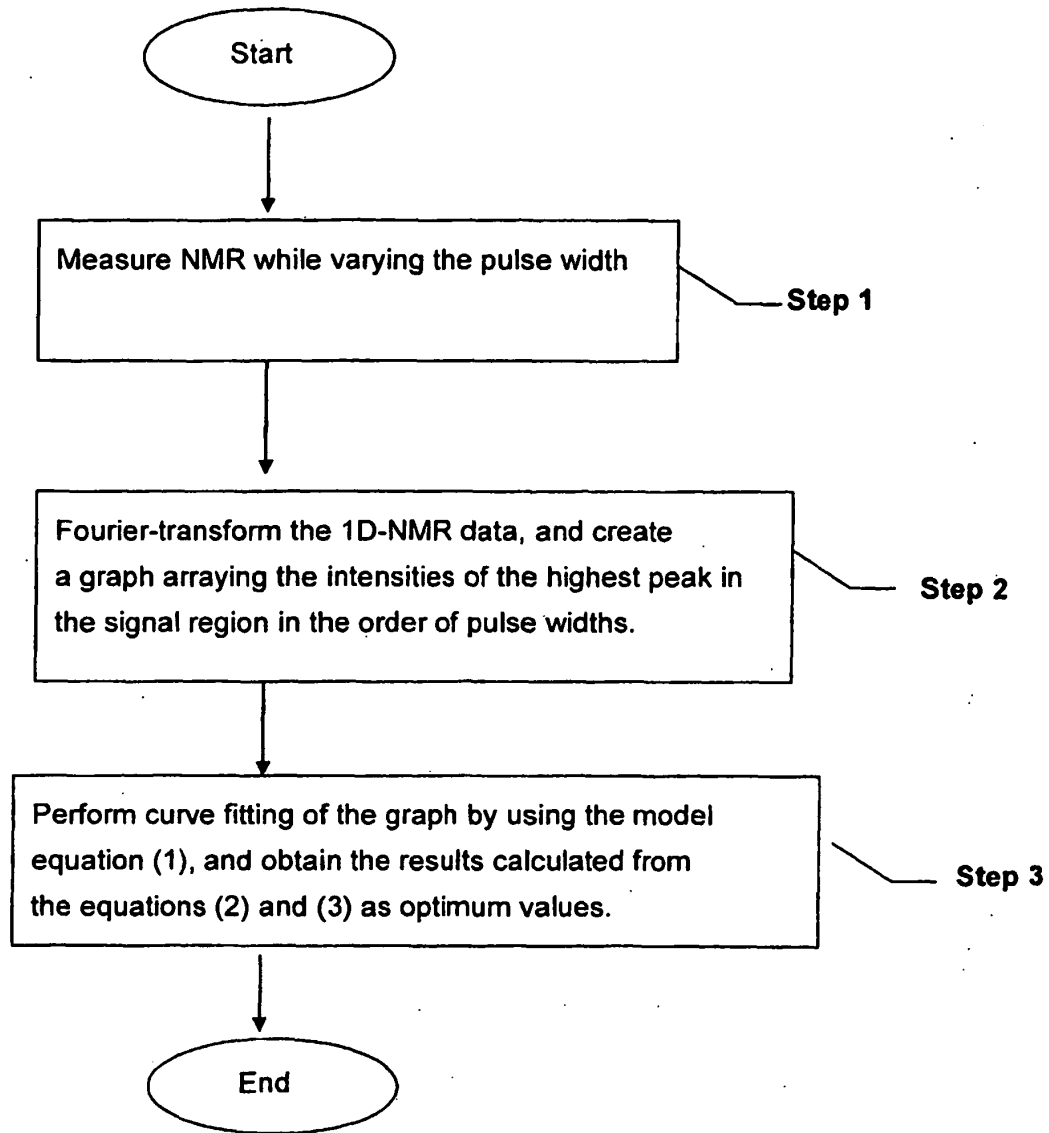 Start
Measure NMR while varying the pulse width
Step 1
Fourier-transform the 1D-NMR data, and create
a graph arraying the intensities of the highest peak in
the signal region in the order of pulse widths.
Step 2
Perform curve fitting of the graph by using the model
equation (1), and obtain the results calculated from
the equations (2) and (3) as optimum values.
Step 3
End